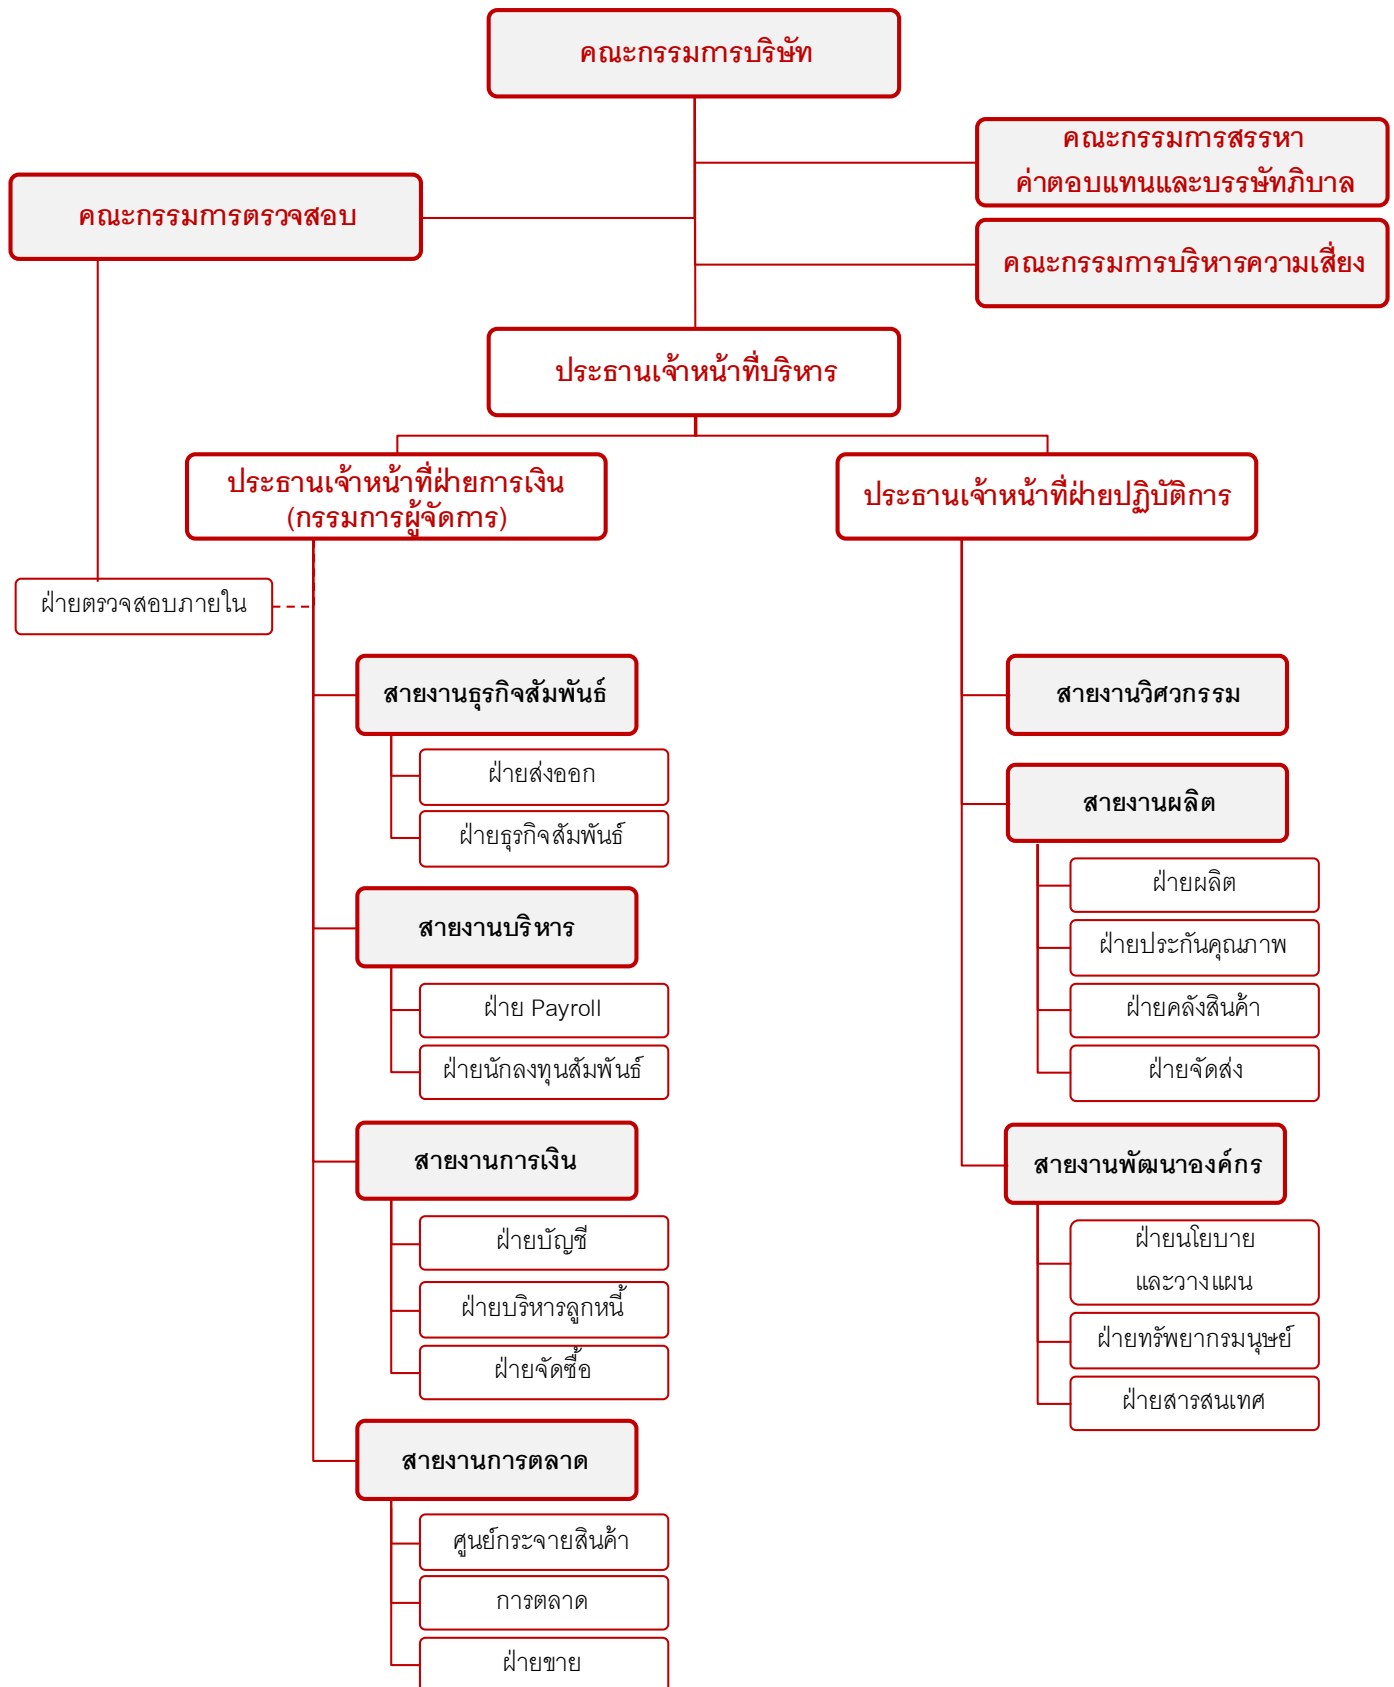 คณะกรรมการบริษัท
คณะกรรมการสรรหา
ค่าตอบแทนและบรรษัทภิบาล
คณะกรรมการตรวจสอบ
คณะกรรมการบริหารความเสี่ยง
ประธานเจ้าหน้าที่บริหาร
ประธานเจ้าหน้าที่ฝ่ายการเงิน
(กรรมการผู้จัดการ)
ประธานเจ้าหน้าที่ฝ่ายปฏิบัติการ
ฝ่ายตรวจสอบภายใน
สายงานธุรกิจสัมพันธ์
ฝ่ายส่งออก
ฝ่ายธุรกิจสัมพันธ์
สายงานบริหาร
ฝ่าย Payroll
ฝ่ายนักลงทุนสัมพันธ์
สายงานการเงิน
ฝ่ายบัญชี
ฝ่ายบริหารลูกหนี้
ฝ่ายจัดซื้อ
สายงานการตลาด
ศูนย์กระจายสินค้า
การตลาด
ฝ่ายขาย
สายงานวิศวกรรม
สายงานผลิต
ฝ่ายผลิต
ฝ่ายประกันคุณภาพ
ฝ่ายคลังสินค้า
ฝ่ายจัดส่ง
สายงานพัฒนาองค์กร
ฝ่ายนโยบาย
และวางแผน
ฝ่ายทรัพยากรมนุษย์
ฝ่ายสารสนเทศ